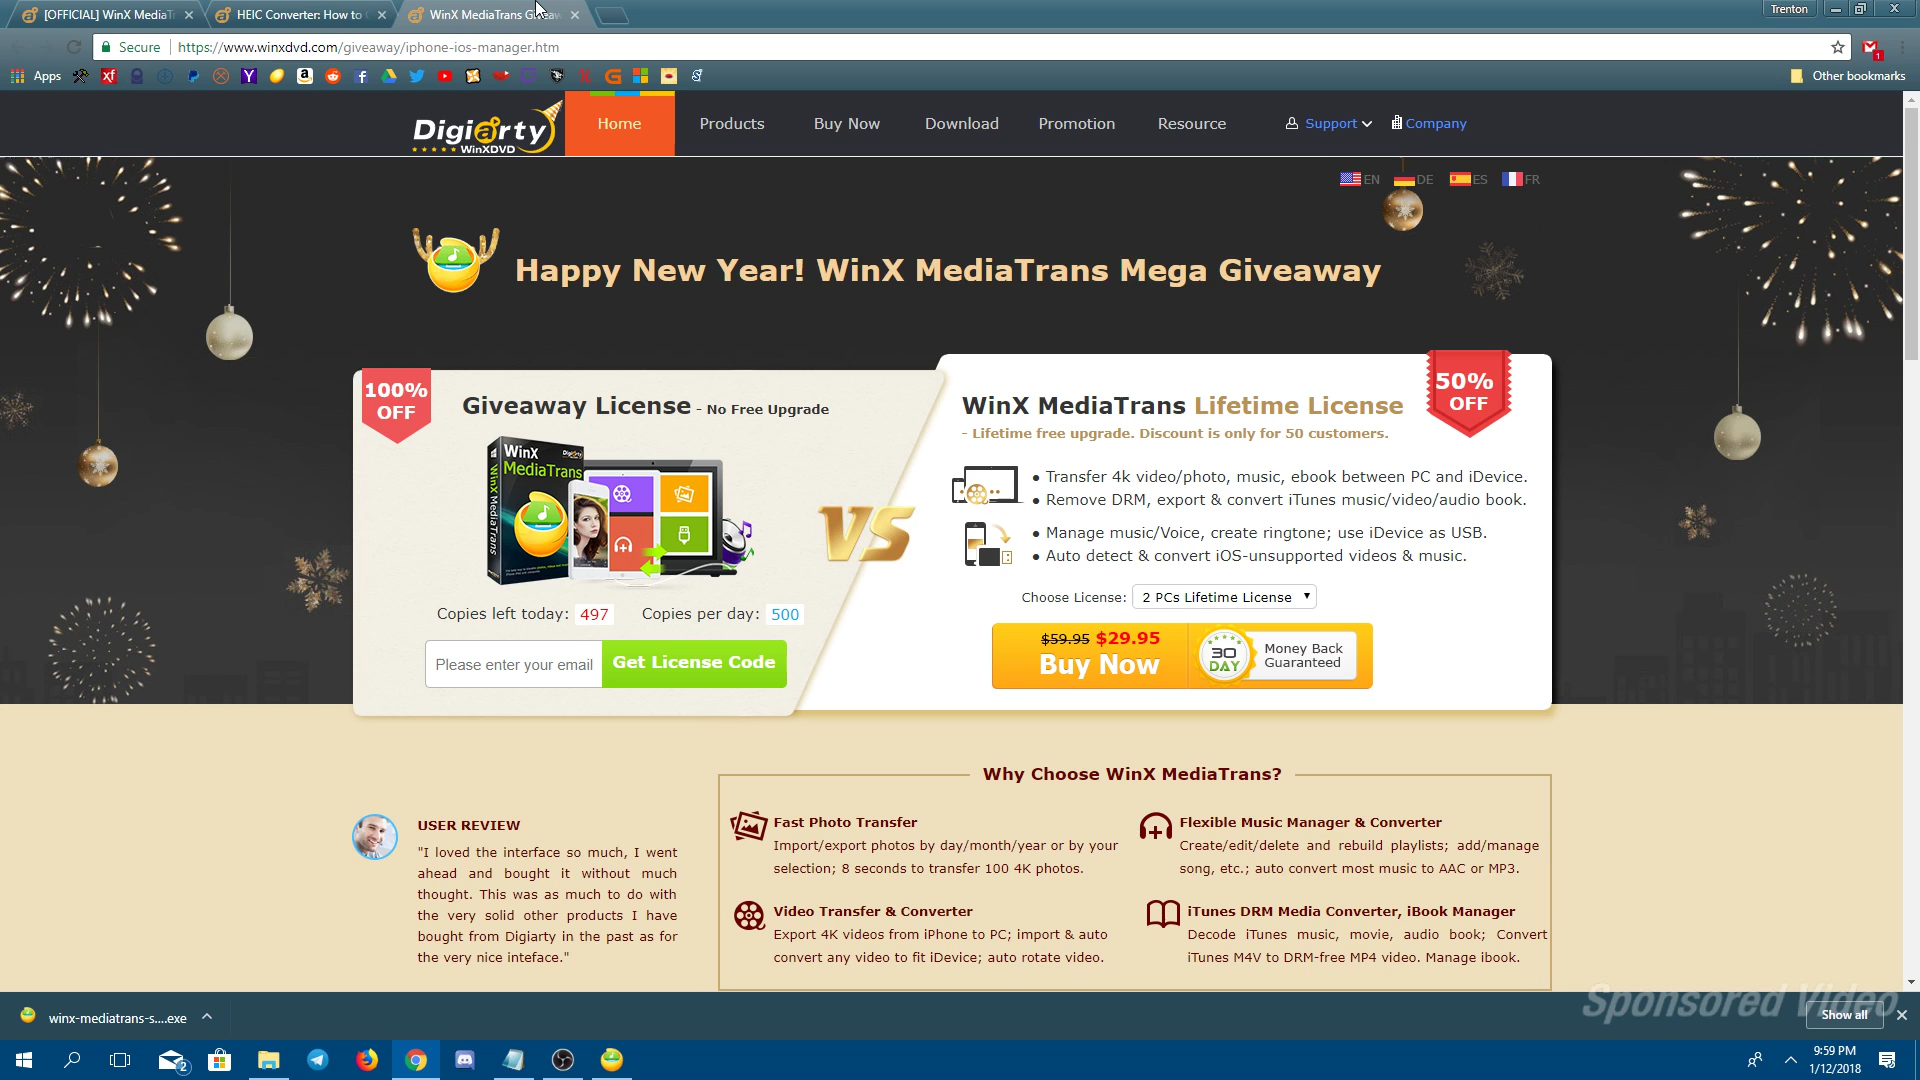 [OFFICIAL] WinX MediaT
HEIC Converter: How to
WinX MediaTrans Giveaw
Trenton
Secure
https://www.winxdvd.com/giveaway/iphone-ios-manager.htm
1
Apps
Other bookmarks
Digiarty
WinXDVD
Home
Products
Buy Now
Download
Promotion
Resource
Support
Company
EN
DE
ES
FR
Happy New Year! WinX MediaTrans Mega Giveaway
100%
OFF
Giveaway License - No Free Upgrade
WinX
MediaTrans
Digiarty
WinX MediaTrans
Copies left today: 497
Copies per day: 500
Please enter your email
Get License Code
VS
50%
OFF
WinX MediaTrans Lifetime License
- Lifetime free upgrade. Discount is only for 50 customers.
• Transfer 4k video/photo, music, ebook between PC and iDevice.
• Remove DRM, export & convert iTunes music/video/audio book.
• Manage music/Voice, create ringtone; use iDevice as USB.
• Auto detect & convert iOS-unsupported videos & music.
Choose License: 2 PCs Lifetime License
$59.95 $29.95
Buy Now
30
DAY
Money Back
Guaranteed
Why Choose WinX MediaTrans?
USER REVIEW
"I loved the interface so much, I went
ahead and bought it without much
thought. This was as much to do with
the very solid other products I have
bought from Digiarty in the past as for
the very nice inteface."
Fast Photo Transfer
Import/export photos by day/month/year or by your
selection; 8 seconds to transfer 100 4K photos.
Flexible Music Manager & Converter
Create/edit/delete and rebuild playlists; add/manage
song, etc.; auto convert most music to AAC or MP3.
Video Transfer & Converter
Export 4K videos from iPhone to PC; import & auto
convert any video to fit iDevice; auto rotate video.
iTunes DRM Media Converter, iBook Manager
Decode iTunes music, movie, audio book; Convert
iTunes M4V to DRM-free MP4 video. Manage ibook.
Sponsored Video
winx-mediatrans-s....exe
Show all
2
9:59 PM
1/12/2018